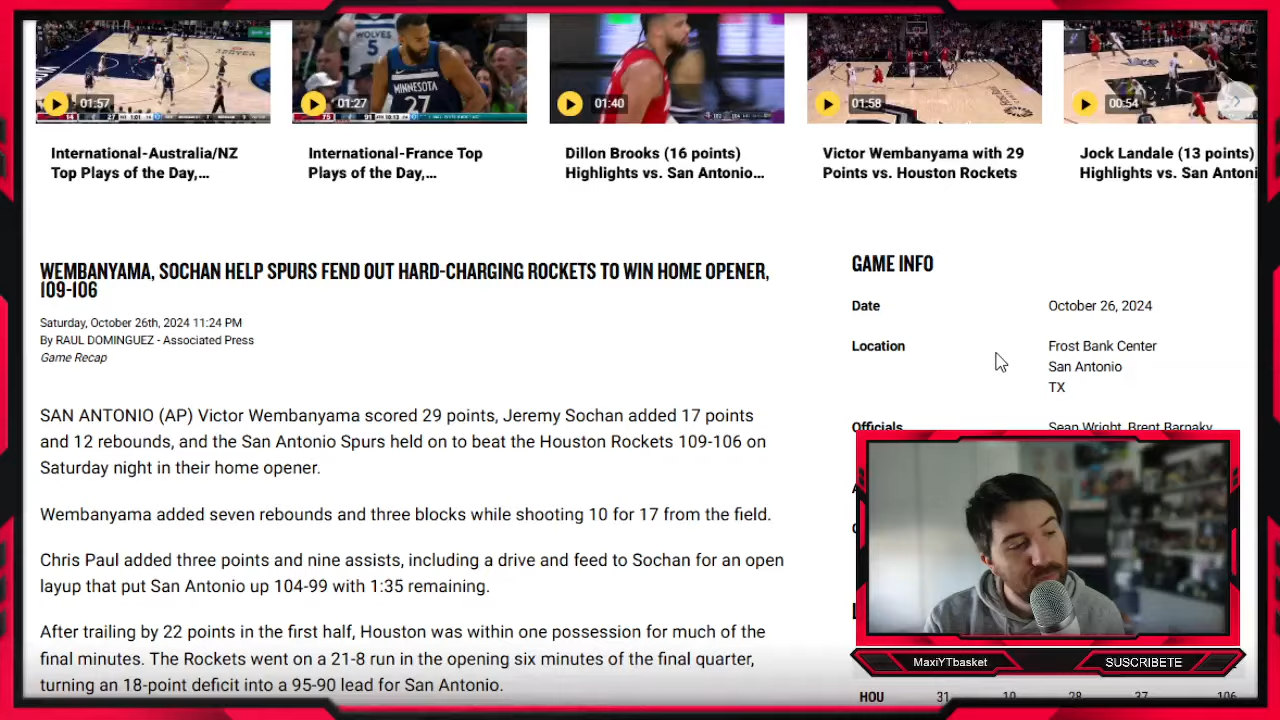 WOLVES
5
MINNESOTA
27
01:57
01:27
01:40
01:58
00:54
International-Australia/NZ
Top Plays of the Day,...
International-France Top
Plays of the Day,...
Dillon Brooks (16 points)
Highlights vs. San Antonio...
Victor Wembanyama with 29
Points vs. Houston Rockets
Jock Landale (13 points)
Highlights vs. San Antoni
WEMBANYAMA, SOCHAN HELP SPURS FEND OUT HARD-CHARGING ROCKETS TO WIN HOME OPENER,
109-106
Saturday, October 26th, 2024 11:24 PM
By RAUL DOMINGUEZ - Associated Press
Game Recap
SAN ANTONIO (AP) Victor Wembanyama scored 29 points, Jeremy Sochan added 17 points
and 12 rebounds, and the San Antonio Spurs held on to beat the Houston Rockets 109-106 on
Saturday night in their home opener.
Wembanyama added seven rebounds and three blocks while shooting 10 for 17 from the field.
Chris Paul added three points and nine assists, including a drive and feed to Sochan for an open
layup that put San Antonio up 104-99 with 1:35 remaining.
After trailing by 22 points in the first half, Houston was within one possession for much of the
final minutes. The Rockets went on a 21-8 run in the opening six minutes of the final quarter,
turning an 18-point deficit into a 95-90 lead for San Antonio.
GAME INFO
Date October 26, 2024
Location Frost Bank Center
San Antonio
TX
Officials Sean Wright, Brent Barnaky
MaxiYTbasket SUSCRIBETE
HOU 31 10 28 37 106